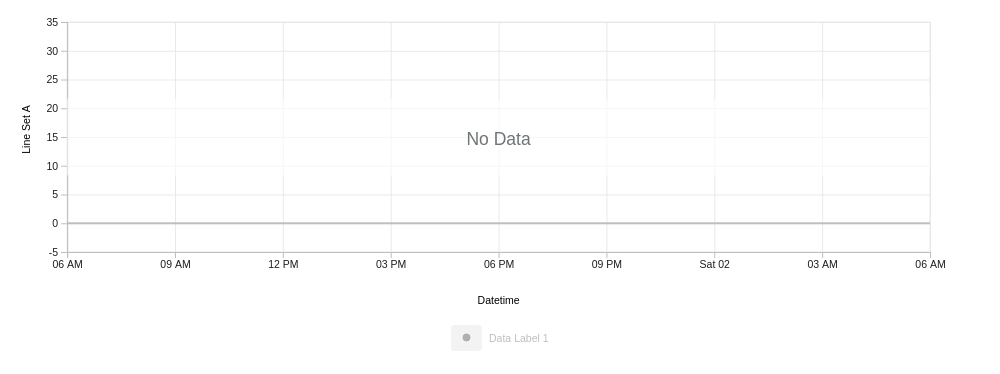 35
30
25
20
15
10
5
0
-5
Line Set A
No Data
06 AM 09 AM 12 PM 03 PM 06 PM 09 PM Sat 02 03 AM 06 AM
Datetime
Data Label 1